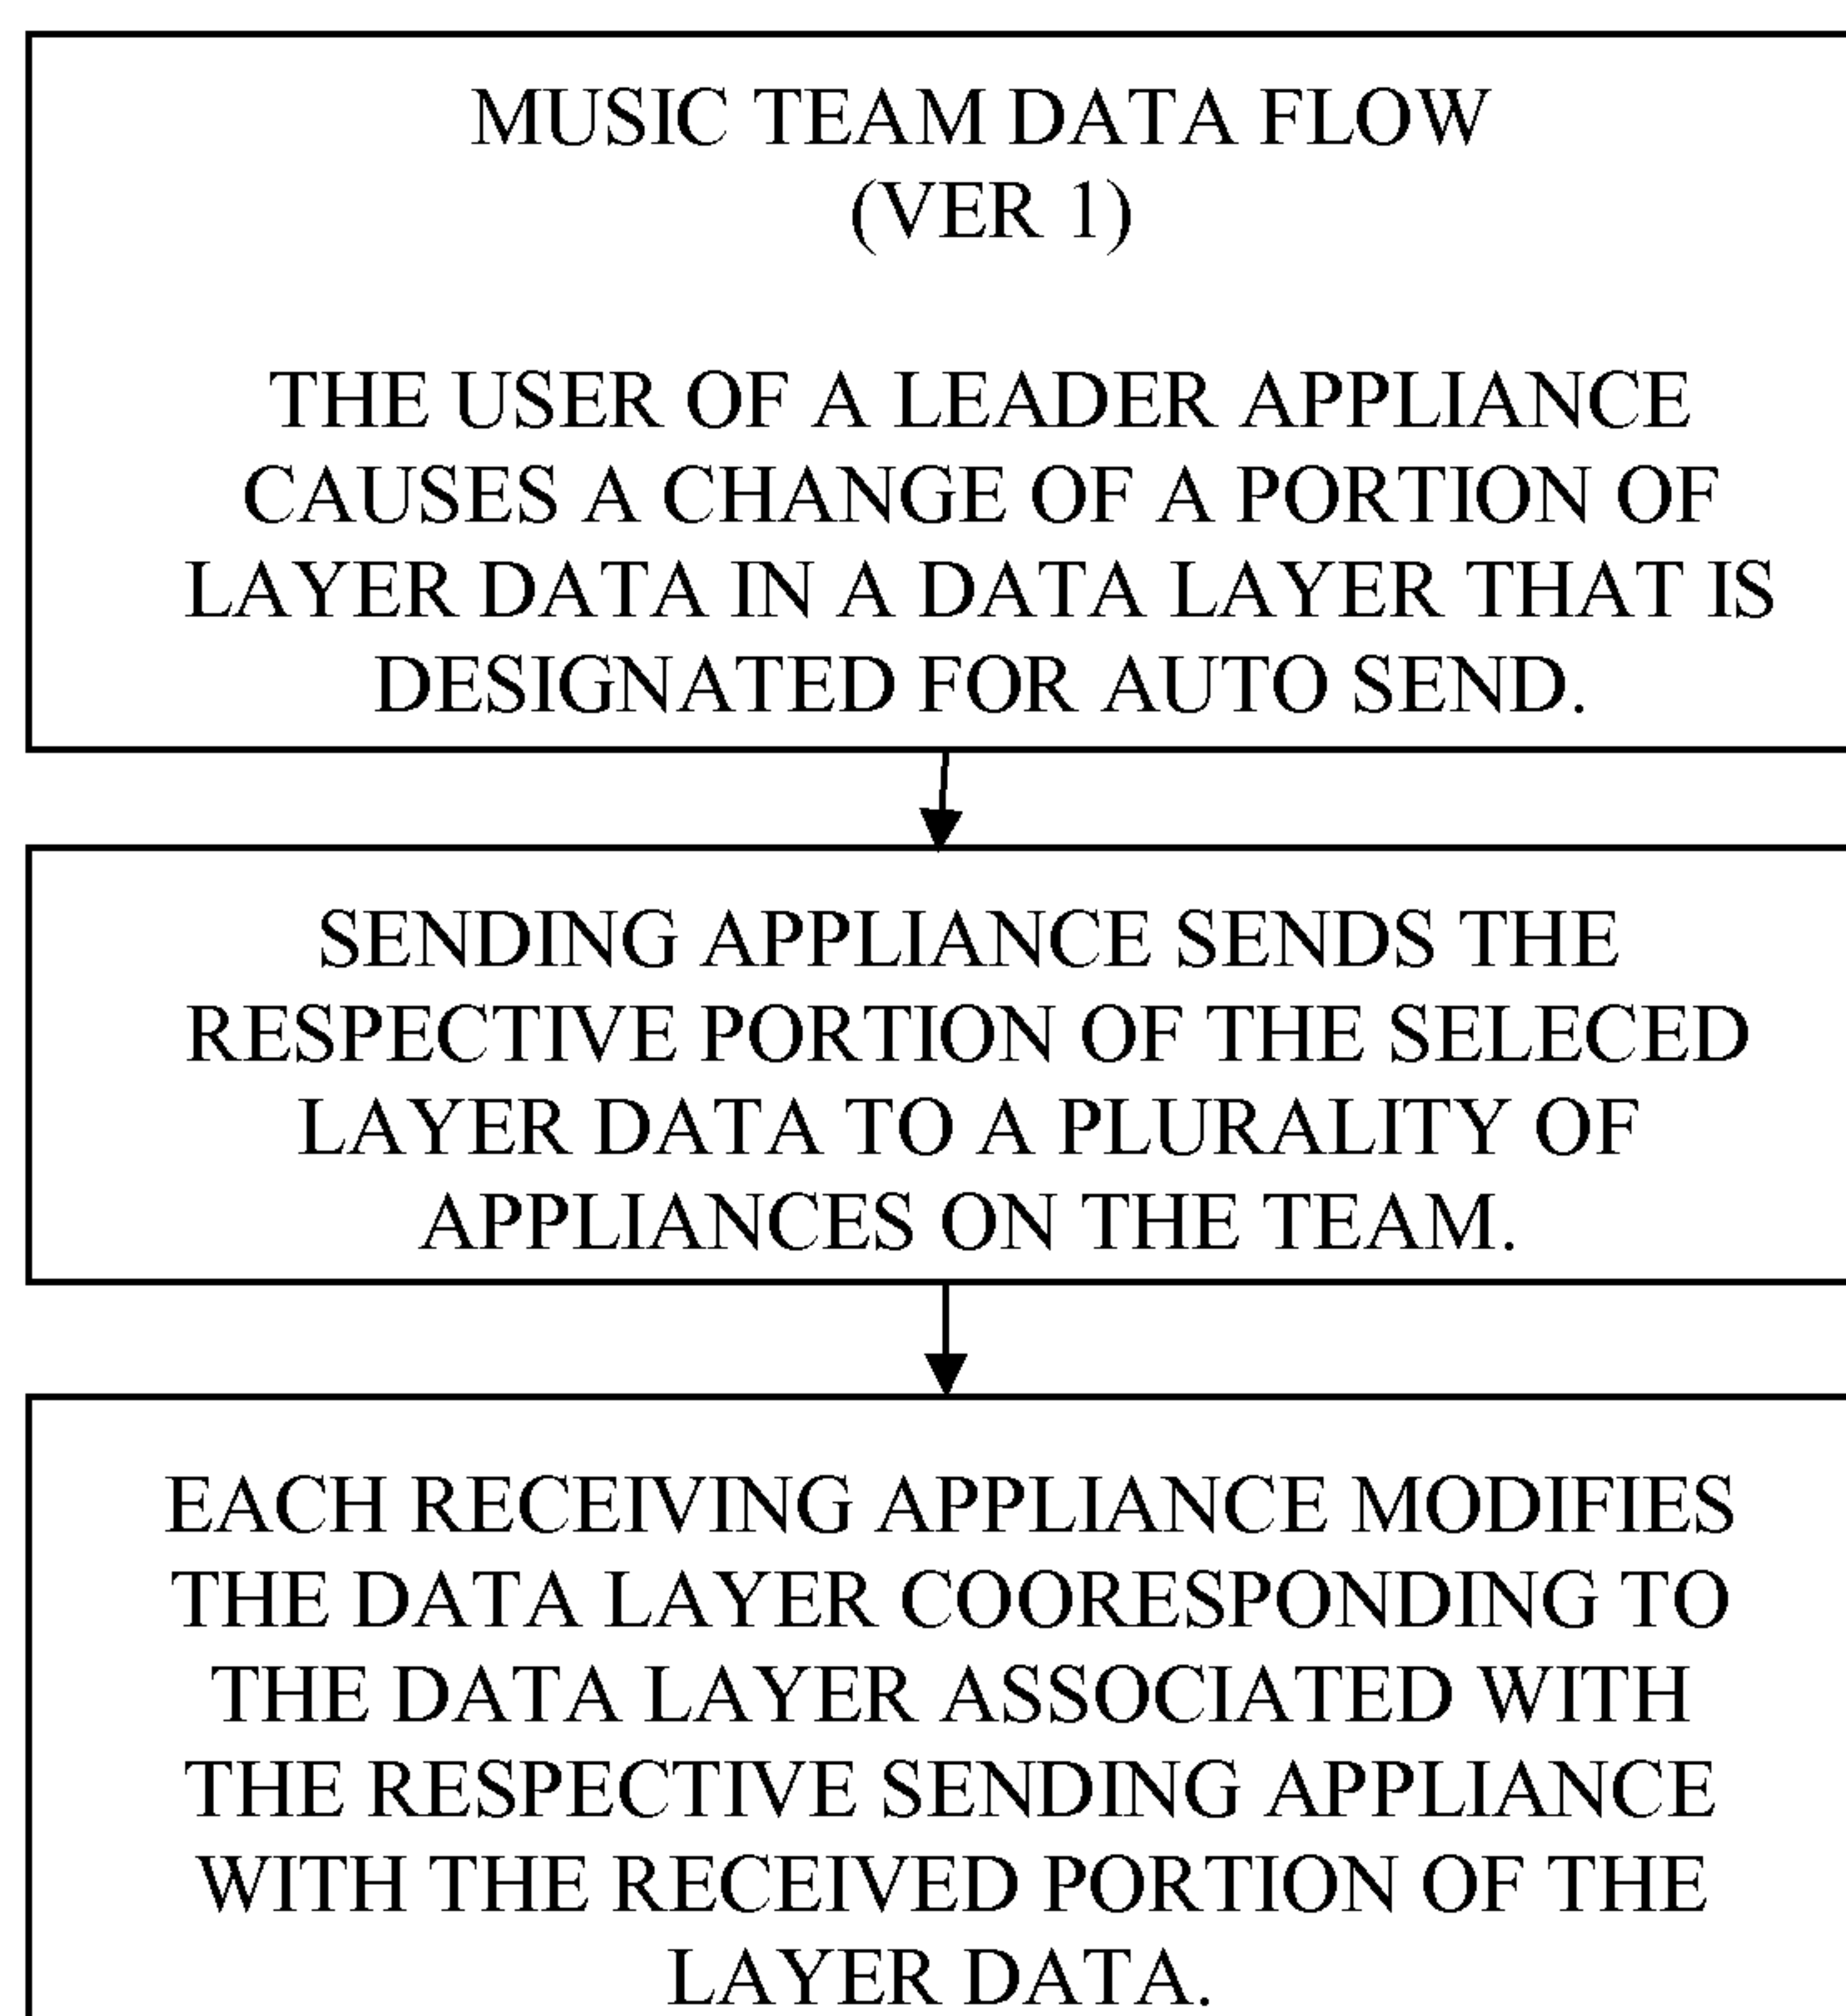 MUSIC TEAM DATA FLOW
(VER 1)
THE USER OF A LEADER APPLIANCE
CAUSES A CHANGE OF A PORTION OF
LAYER DATA IN A DATA LAYER THAT IS
DESIGNATED FOR AUTO SEND.
SENDING APPLIANCE SENDS THE
RESPECTIVE PORTION OF THE SELECED
LAYER DATA TO A PLURALITY OF
APPLIANCES ON THE TEAM.
EACH RECEIVING APPLIANCE MODIFIES
THE DATA LAYER COORESPONDING TO
THE DATA LAYER ASSOCIATED WITH
THE RESPECTIVE SENDING APPLIANCE
WITH THE RECEIVED PORTION OF THE
LAYER DATA.